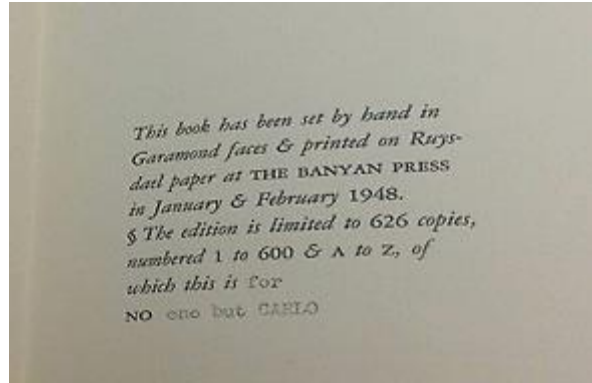 This book has been set by hand in
Garamond faces & printed on Ruys-
dael paper at THE BANYAN PRESS
in January & February 1948.
§ The edition is limited to 626 copies,
numbered 1 to 600 & A to Z, of
which this is for
NO one but CARLO